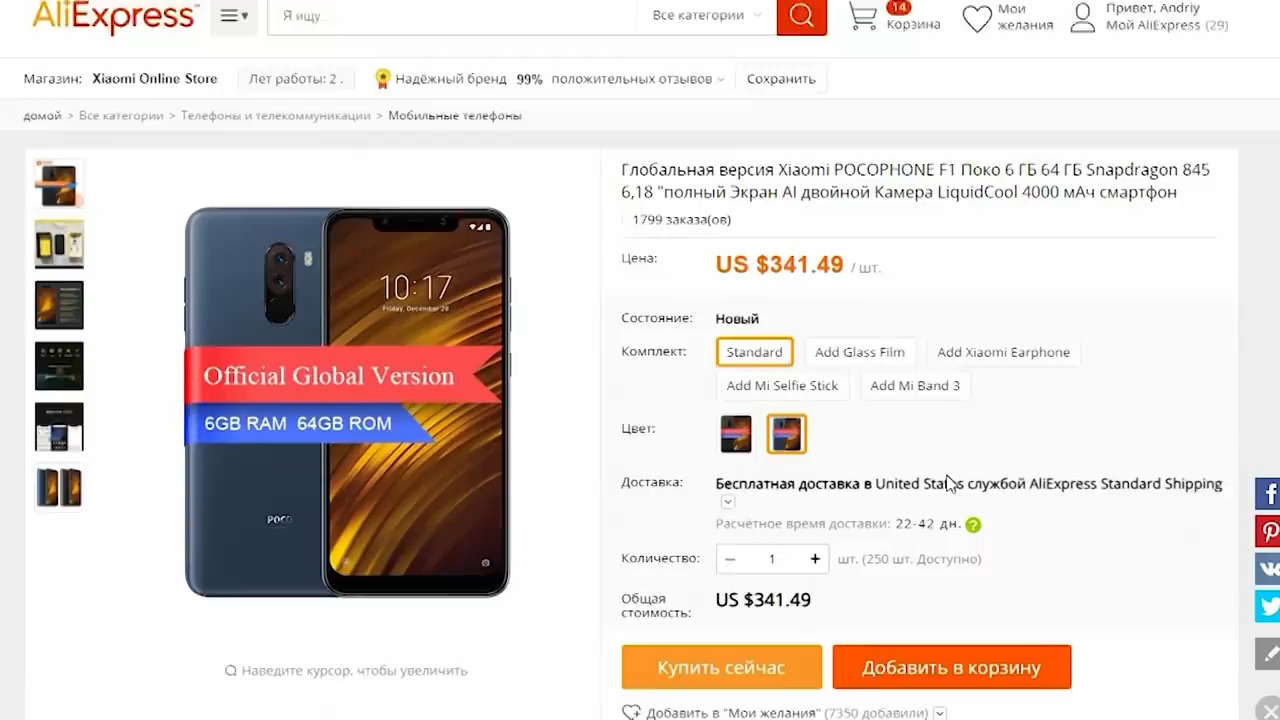 AliExpress
Я ищу...
Все категории
14
Корзина
Мои
желания
Привет, Andriy
Мой AliExpress (29)
Магазин: Xiaomi Online Store
Лет работы: 2 .
Надёжный бренд 99% положительных отзывов
Сохранить
домой > Все категории > Телефоны и телекоммуникации > Мобильные телефоны
Глобальная версия Xiaomi POCOPHONE F1 Поко 6 ГБ 64 ГБ Snapdragon 845
6,18 "полный Экран AI двойной Камера LiquidCool 4000 мАч смартфон
1799 заказа(ов)
Цена: US $341.49 / шт.
10:17
Friday, December 28
Official Global Version
6GB RAM 64GB ROM
POCO
Состояние: Новый
Комплект: Standard Add Glass Film Add Xiaomi Earphone
Add Mi Selfie Stick Add Mi Band 3
Цвет:
Доставка: Бесплатная доставка в United States службой AliExpress Standard Shipping
Расчётное время доставки: 22-42 дн. ?
Количество: − 1 + шт. (250 шт. Доступно)
Общая
стоимость: US $341.49
Наведите курсор, чтобы увеличить
Купить сейчас
Добавить в корзину
Добавить в "Мои желания" (7350 добавили)